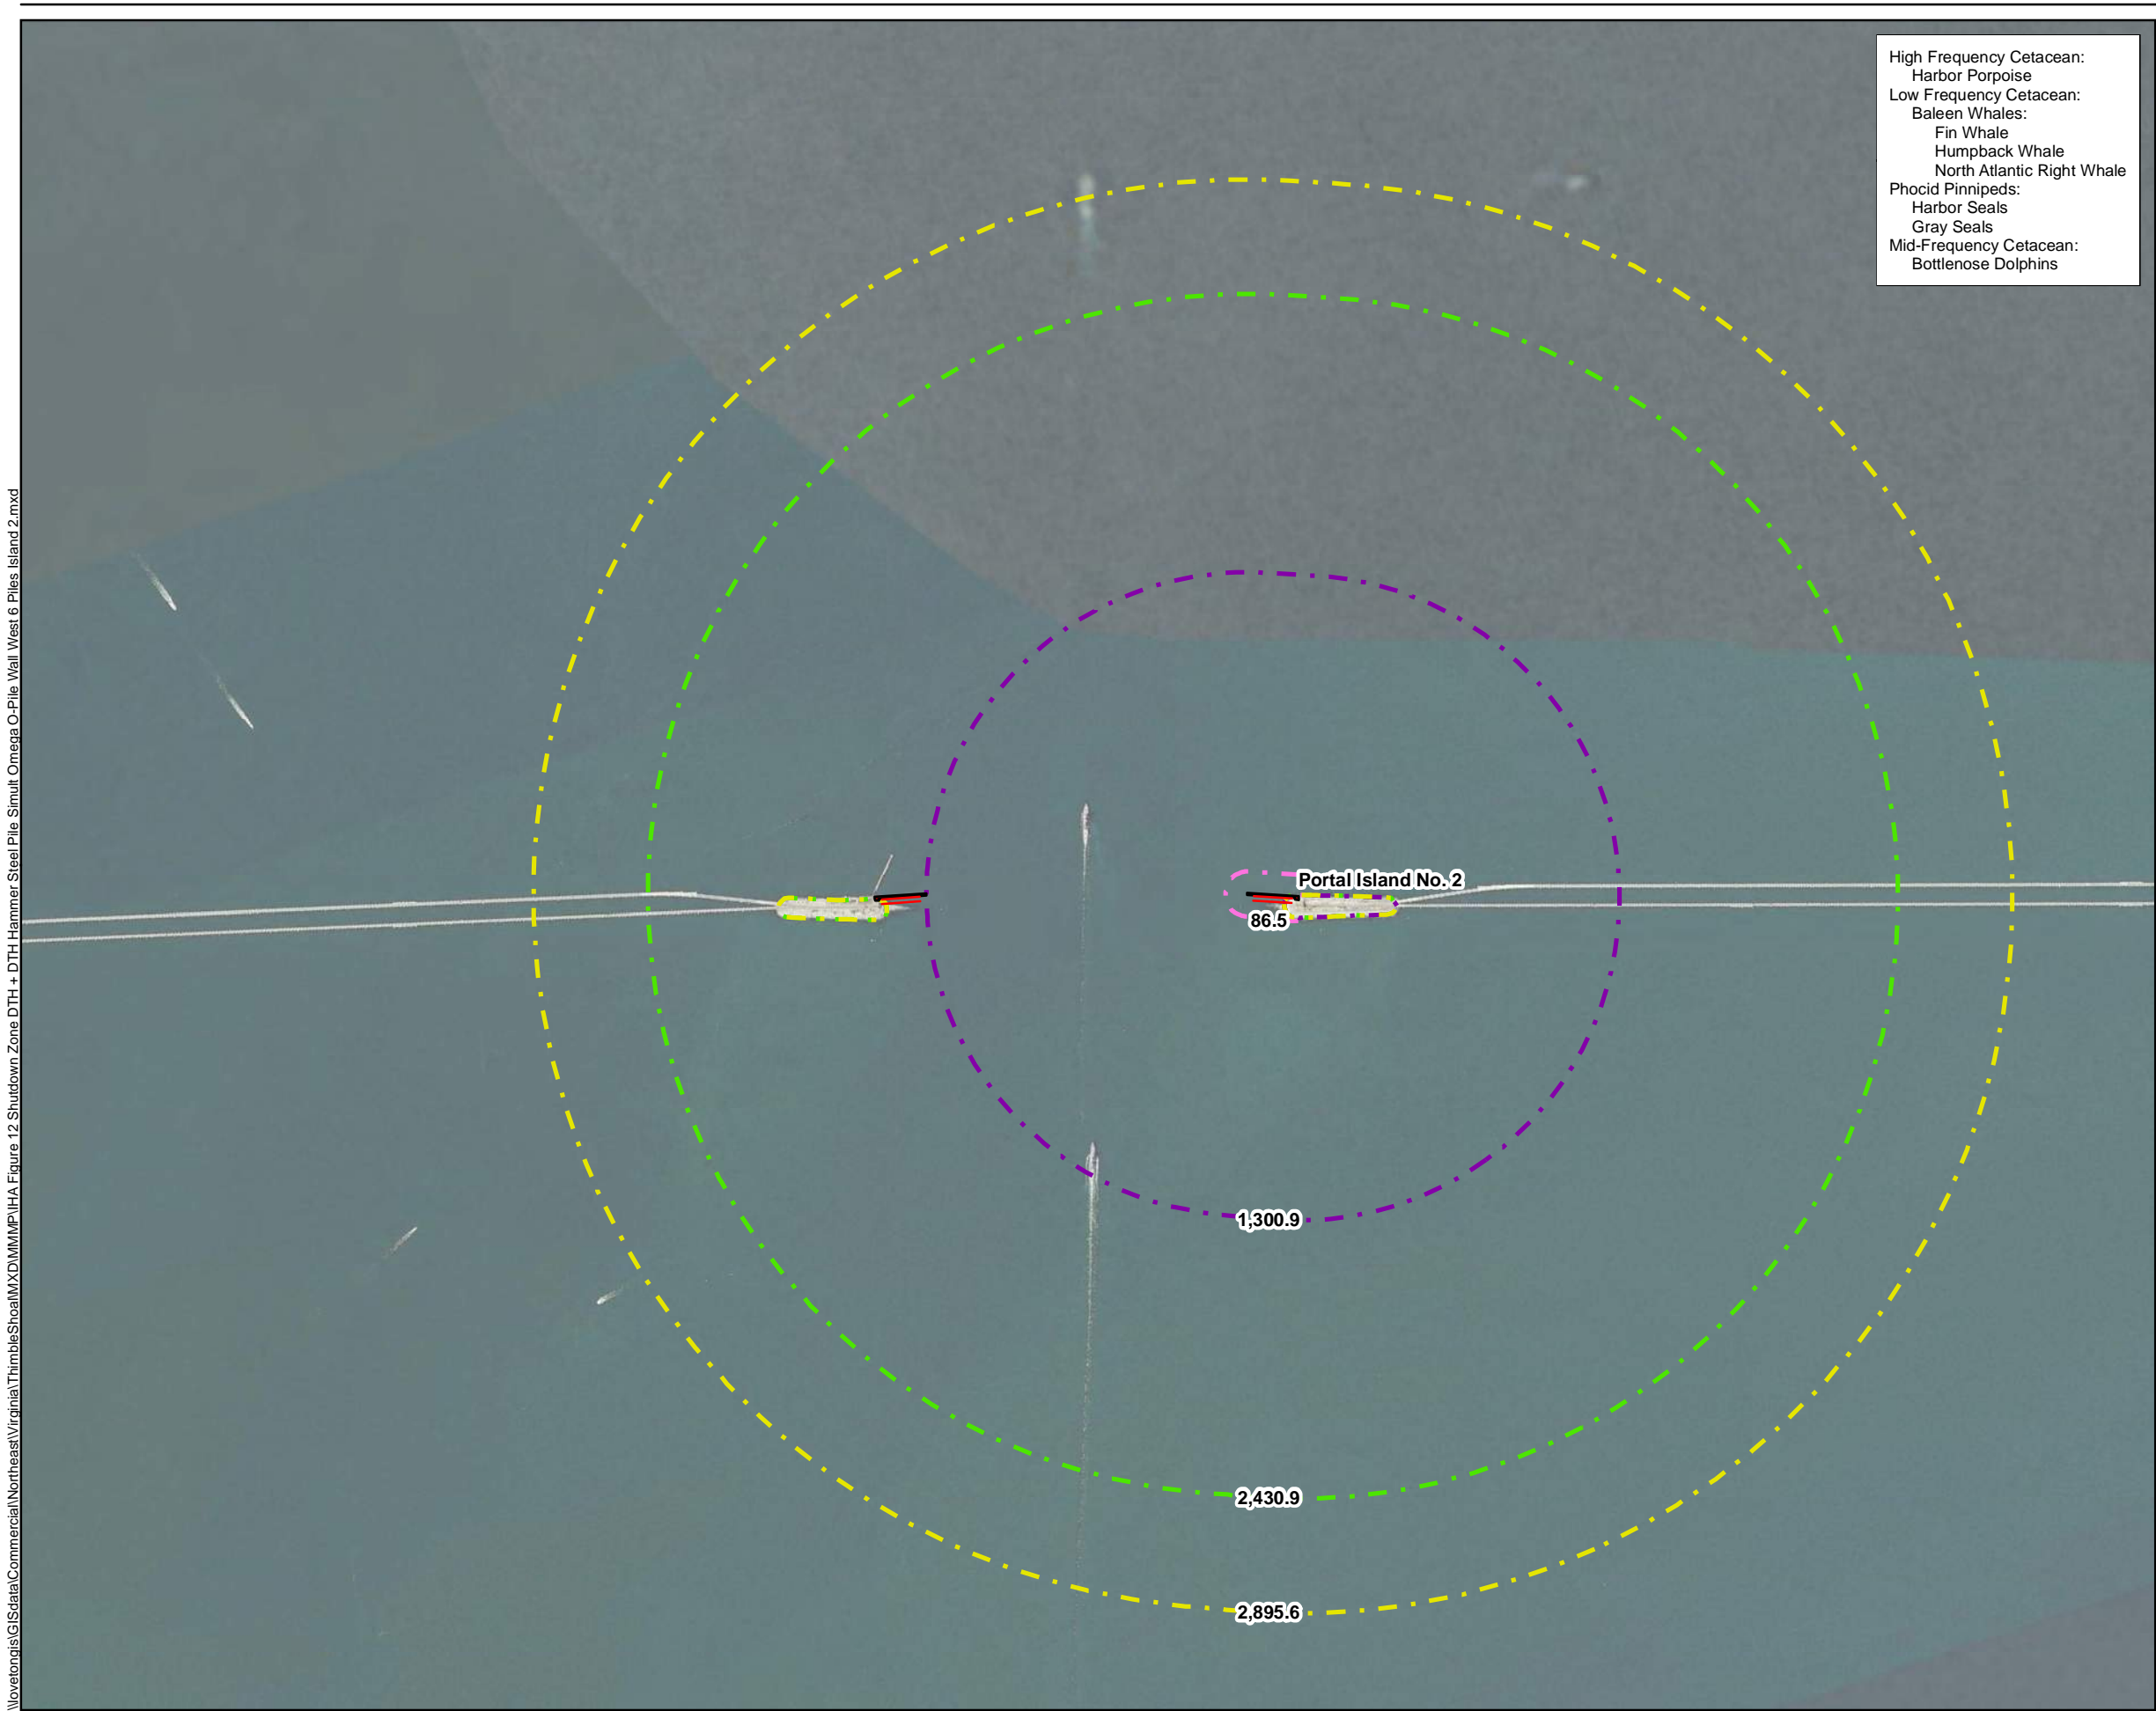 High Frequency Cetacean:
Harbor Porpoise
Low Frequency Cetacean:
Baleen Whales:
Fin Whale
Humpback Whale
North Atlantic Right Whale
Phocid Pinnipeds:
Harbor Seals
Gray Seals
Mid-Frequency Cetacean:
Bottlenose Dolphins
Portal Island No. 2
86.5
1,300.9
2,430.9
2,895.6
\\lovetongis\GISdata\Commercial\Northeast\Virginia\ThimbleShoal\MXD\MMMP\IHA Figure 12 Shutdown Zone DTH + DTH Hammer Steel Pile Simult Omega O-Pile Wall West 6 Piles Island 2.mxd